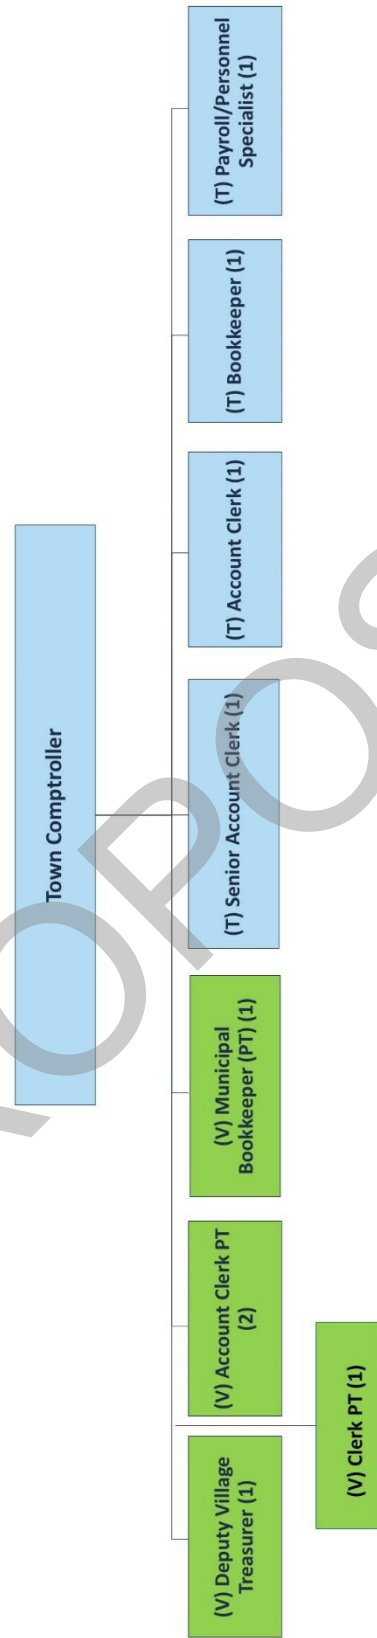 Town Comptroller
(V) Deputy Village
Treasurer (1)
(V) Account Clerk PT
(2)
(V) Municipal
Bookkeeper (PT) (1)
(T) Senior Account Clerk (1)
(T) Account Clerk (1)
(T) Bookkeeper (1)
(T) Payroll/Personnel
Specialist (1)
(V) Clerk PT (1)